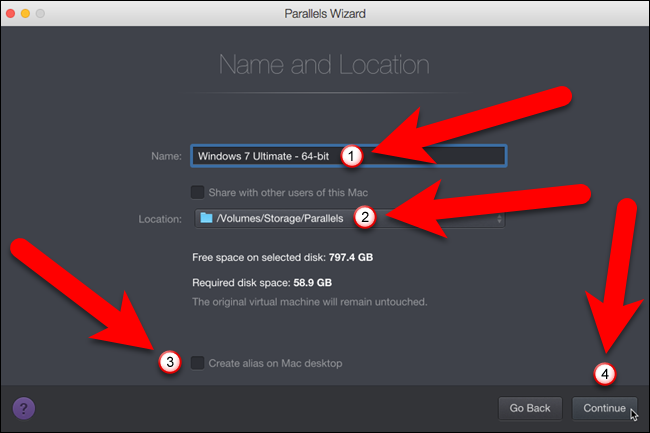 Parallels Wizard
Name and Location
Name: Windows 7 Ultimate - 64-bit 1
Share with other users of this Mac
Location: /Volumes/Storage/Parallels 2
Free space on selected disk: 797.4 GB
Required disk space: 58.9 GB
The original virtual machine will remain untouched.
3 Create alias on Mac desktop
4
? Go Back Continue